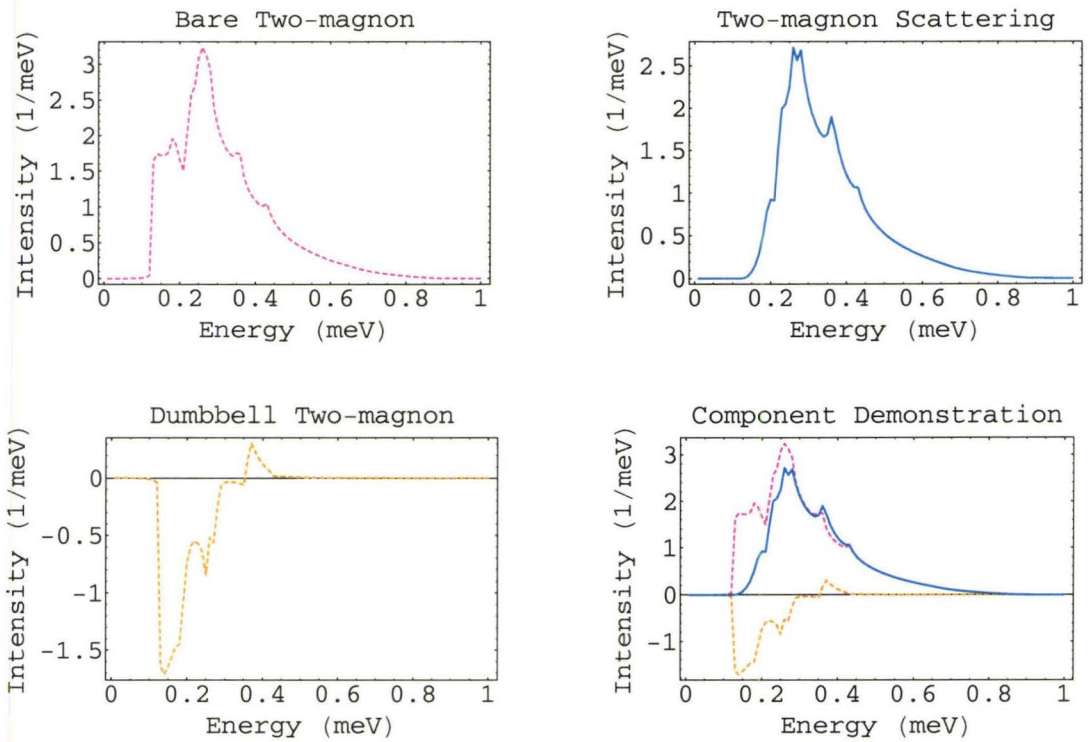 Bare Two-magnon
Intensity (1/meV)
3
2.5
2
1.5
1
0.5
0
0 0.2 0.4 0.6 0.8 1
Energy (meV)
Two-magnon Scattering
Intensity (1/meV)
2.5
2
1.5
1
0.5
0
0 0.2 0.4 0.6 0.8 1
Energy (meV)
Dumbbell Two-magnon
Intensity (1/meV)
0
-0.5
-1
-1.5
0 0.2 0.4 0.6 0.8 1
Energy (meV)
Component Demonstration
Intensity (1/meV)
3
2
1
0
-1
0 0.2 0.4 0.6 0.8 1
Energy (meV)